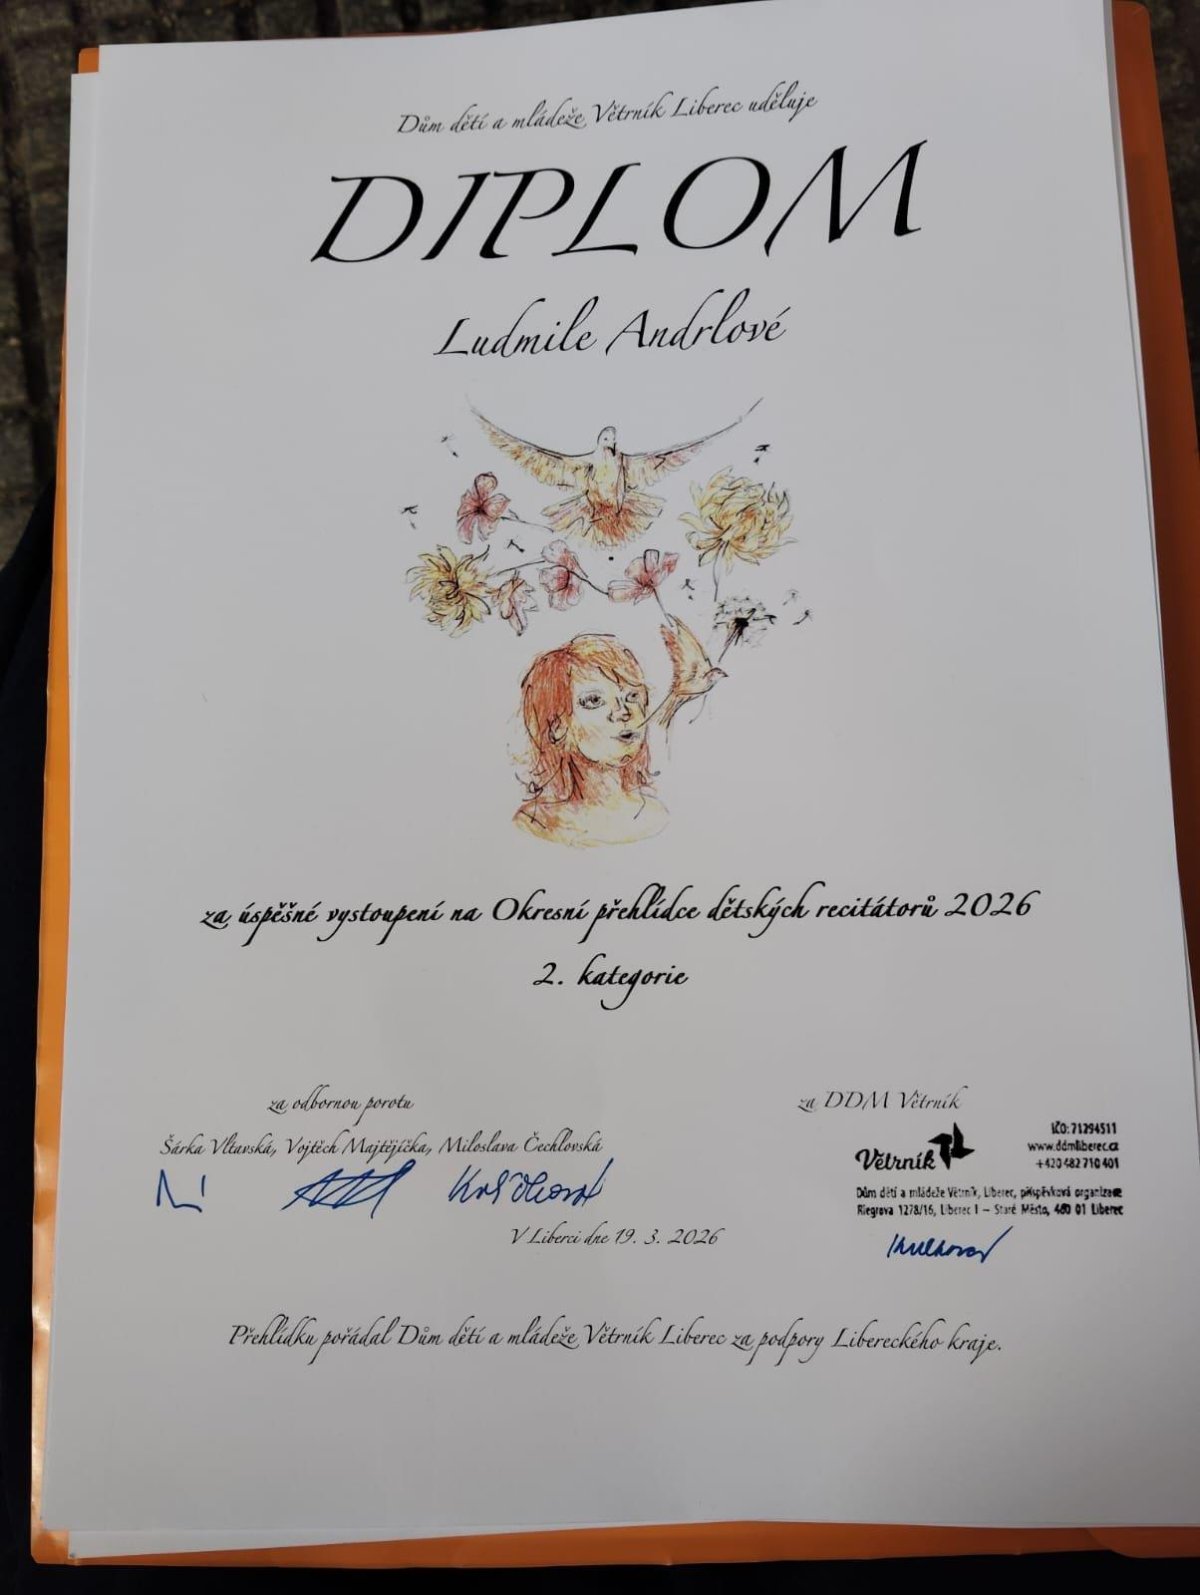 Dům dětí a mládeže Větrník Liberec uděluje
DIPLOM
Ludmile Andrlové
za úspěšné vystoupení na Okresní přehlídce dětských recitátorů 2026
2. kategorie
za odbornou porotu
Šárka Vltavská, Vojtěch Majtějíčka, Miloslava Čechlovská
V Liberci dne 19. 3. 2026
za DDM Větrník
Větrník
IČO: 71294511
www.ddmliberec.cz
+420 482 710 401
Dům dětí a mládeže Větrník, Liberec, příspěvková organizace
Riegrova 1278/16, Liberec I – Staré Město, 460 01 Liberec
Přehlídku pořádal Dům dětí a mládeže Větrník Liberec za podpory Libereckého kraje.